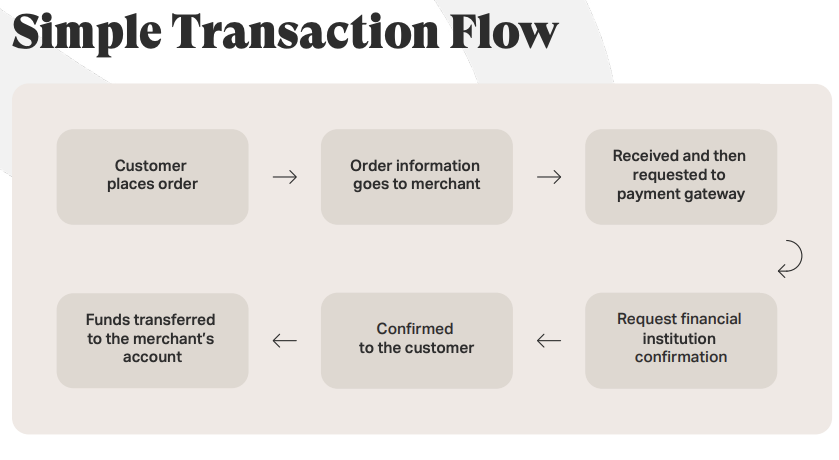 Simple Transaction Flow
Customer
places order
Order information
goes to merchant
Received and then
requested to
payment gateway
Request financial
institution
confirmation
Confirmed
to the customer
Funds transferred
to the merchant's
account